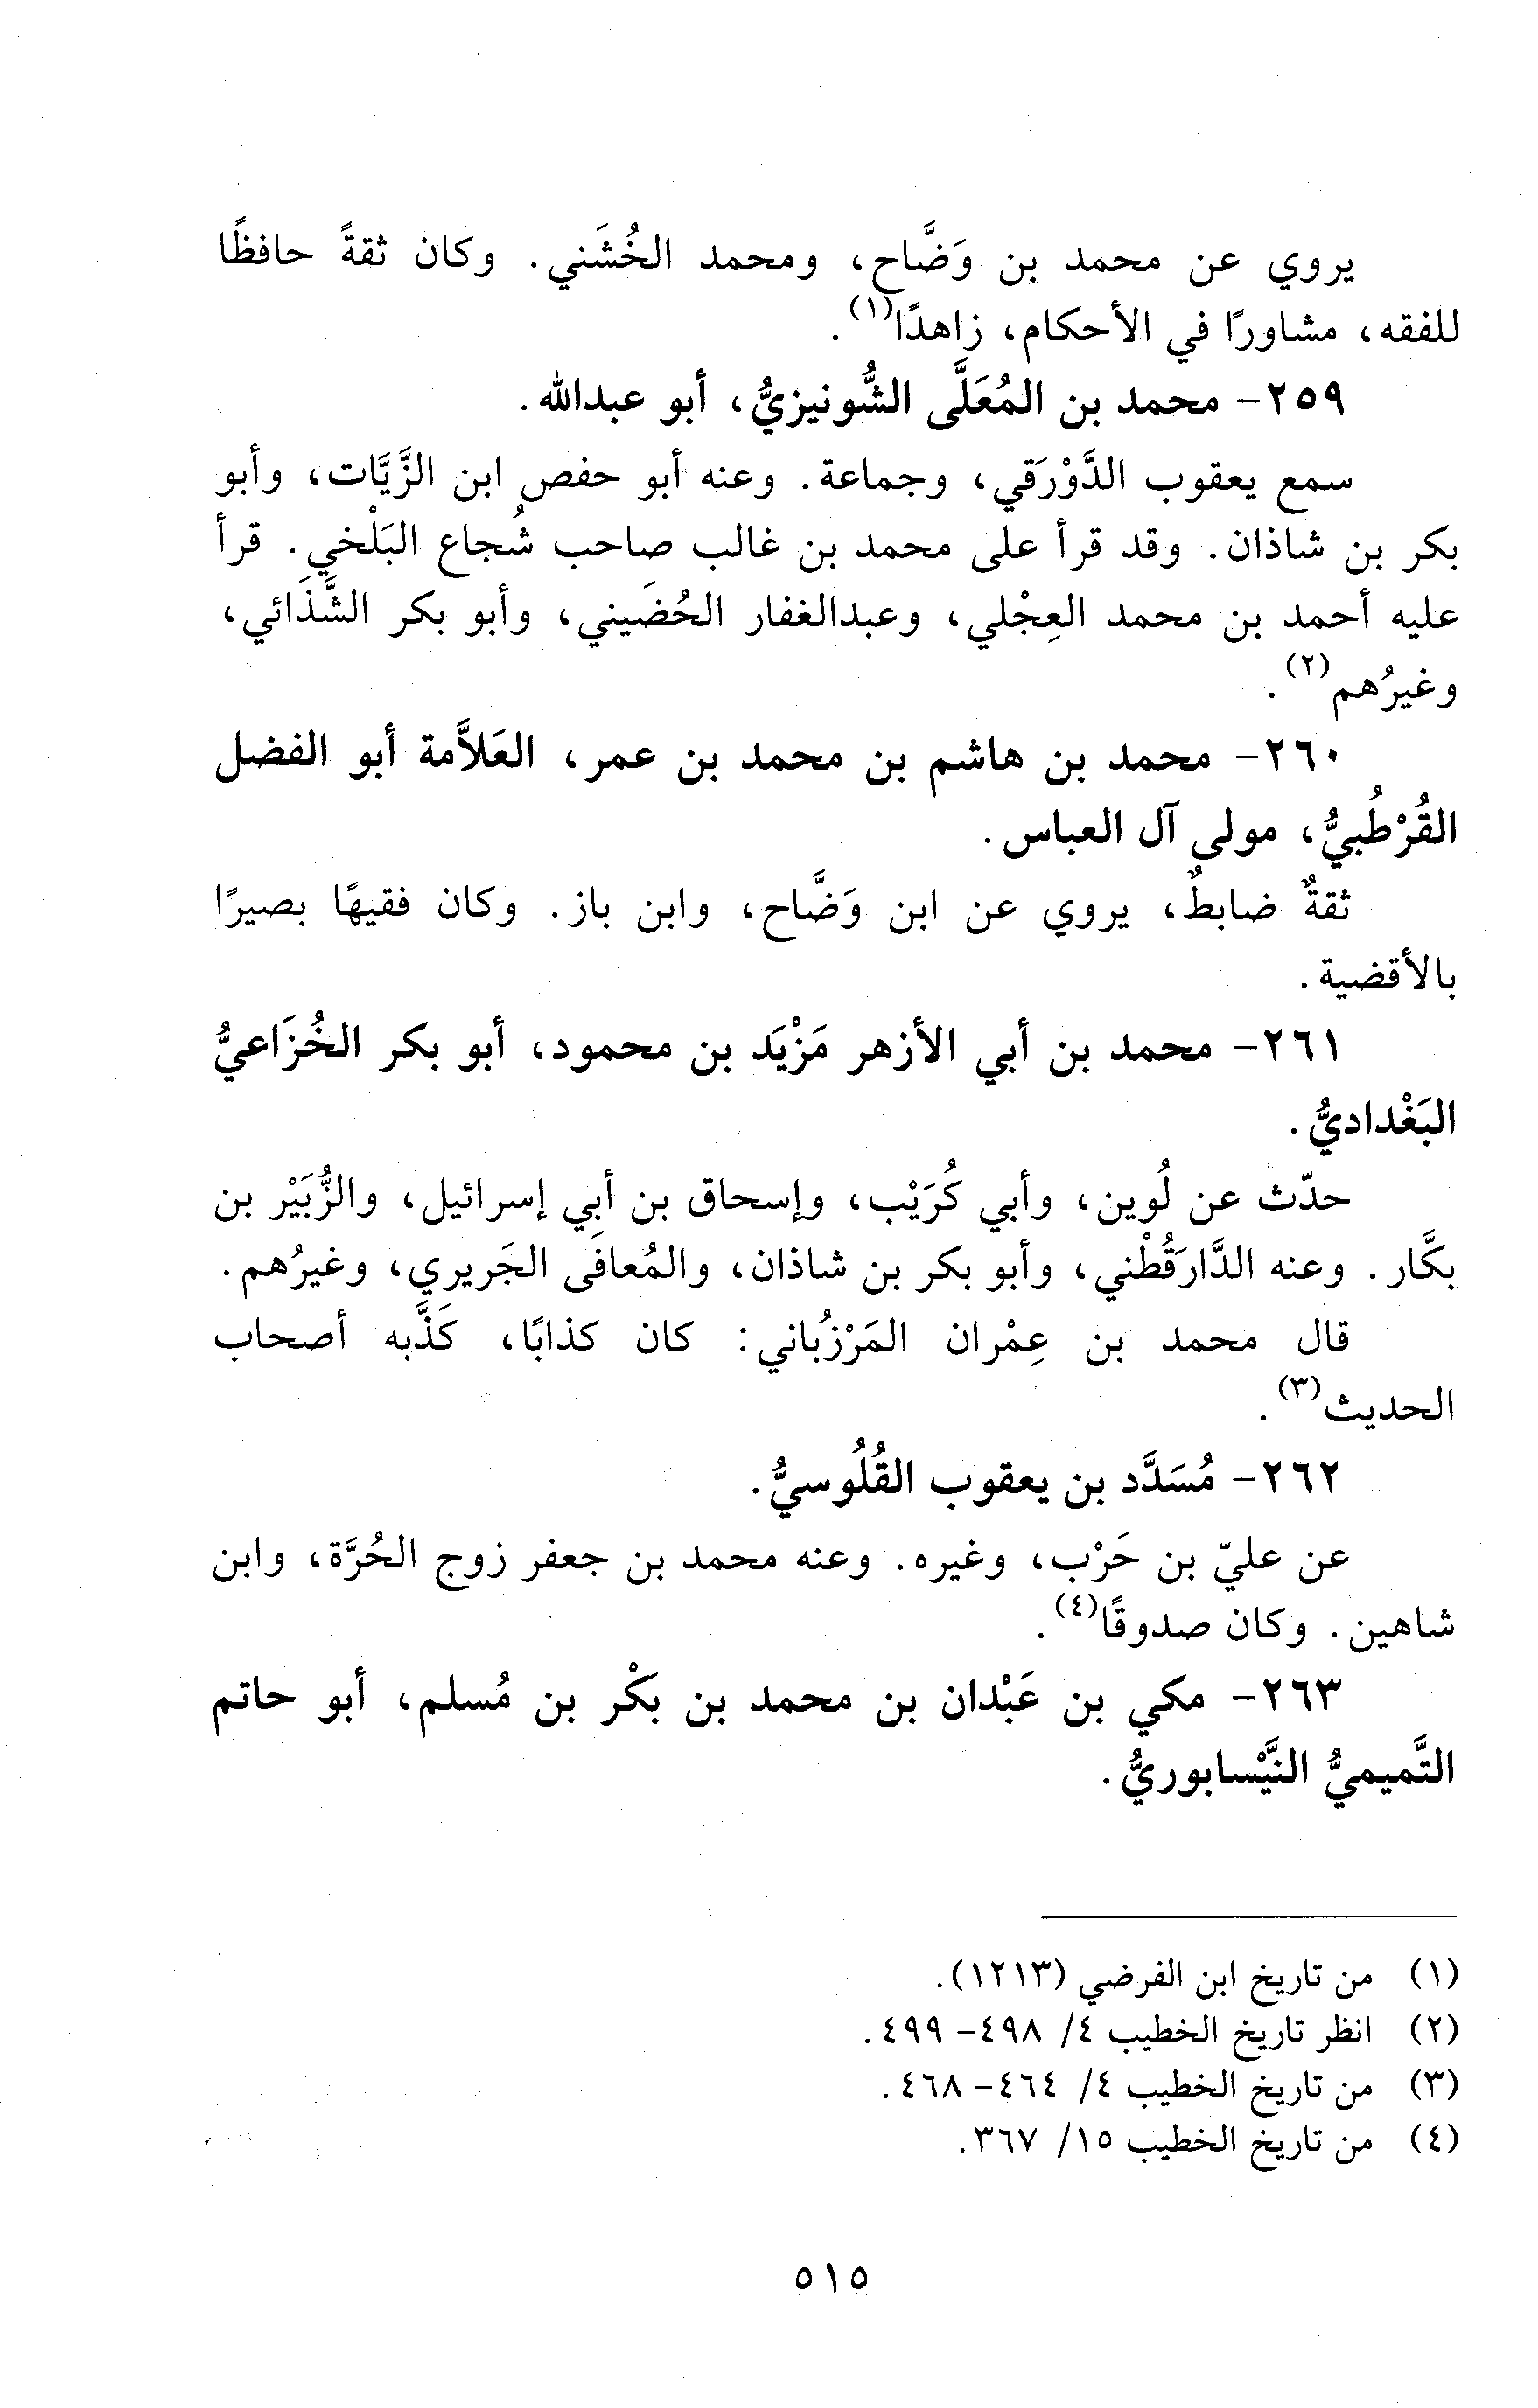 يروي عن محمد بن وَضَّاح، ومحمد الخُشَني. وكان ثقةً حافظًا
للفقه، مشاورًا في الأحكام، زاهدًا(١).
٢٥٩- محمد بن المُعَلَّى الشُّونيزيُّ، أبو عبدالله.
سمع يعقوب الدَّوْرَقي، وجماعة. وعنه أبو حفص ابن الزَّيَّات، وأبو
بكر بن شاذان. وقد قرأ على محمد بن غالب صاحب شُجاع البَلْخي. قرأ
عليه أحمد بن محمد العِجْلي، وعبدالغفار الحُضَيني، وأبو بكر الشَّذَائي،
وغيرُهم(٢).
٢٦٠- محمد بن هاشم بن محمد بن عمر، العَلاَّمة أبو الفضل
القُرْطُبيُّ، مولى آل العباس.
ثقةٌ ضابطٌ، يروي عن ابن وَضَّاح، وابن باز. وكان فقيهًا بصيرًا
بالأقضية.
٢٦١- محمد بن أبي الأزهر مَزْيَد بن محمود، أبو بكر الخُزَاعيُّ
البَغْداديُّ.
حدّث عن لُوين، وأبي كُرَيْب، وإسحاق بن أبي إسرائيل، والزُّبَيْر بن
بكَّار. وعنه الدَّارَقُطْني، وأبو بكر بن شاذان، والمُعافَى الجَريري، وغيرُهم.
قال محمد بن عِمْران المَرْزُباني: كان كذابًا، كَذَّبه أصحاب
الحديث(٣).
٢٦٢- مُسَدَّد بن يعقوب القُلُوسيُّ.
عن عليّ بن حَرْب، وغيره. وعنه محمد بن جعفر زوج الحُرَّة، وابن
شاهين. وكان صدوقًا(٤).
٢٦٣- مكي بن عَبْدان بن محمد بن بَكْر بن مُسلم، أبو حاتم
التَّميميُّ النَّيْسابوريُّ.
(١) من تاريخ ابن الفرضي (١٢١٣).
(٢) انظر تاريخ الخطيب ٤/ ٤٩٨- ٤٩٩.
(٣) من تاريخ الخطيب ٤/ ٤٦٤- ٤٦٨.
(٤) من تاريخ الخطيب ١٥/ ٣٦٧.
٥١٥